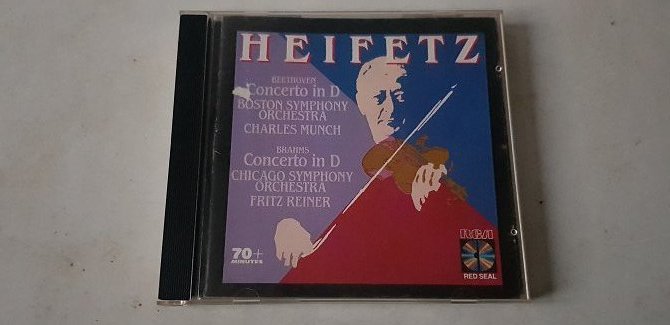 HEIFETZ
BEETHOVEN
Concerto in D
BOSTON SYMPHONY
ORCHESTRA
CHARLES MUNCH
BRAHMS
Concerto in D
CHICAGO SYMPHONY
ORCHESTRA
FRITZ REINER
70+
MINUTES
RCA
RED SEAL